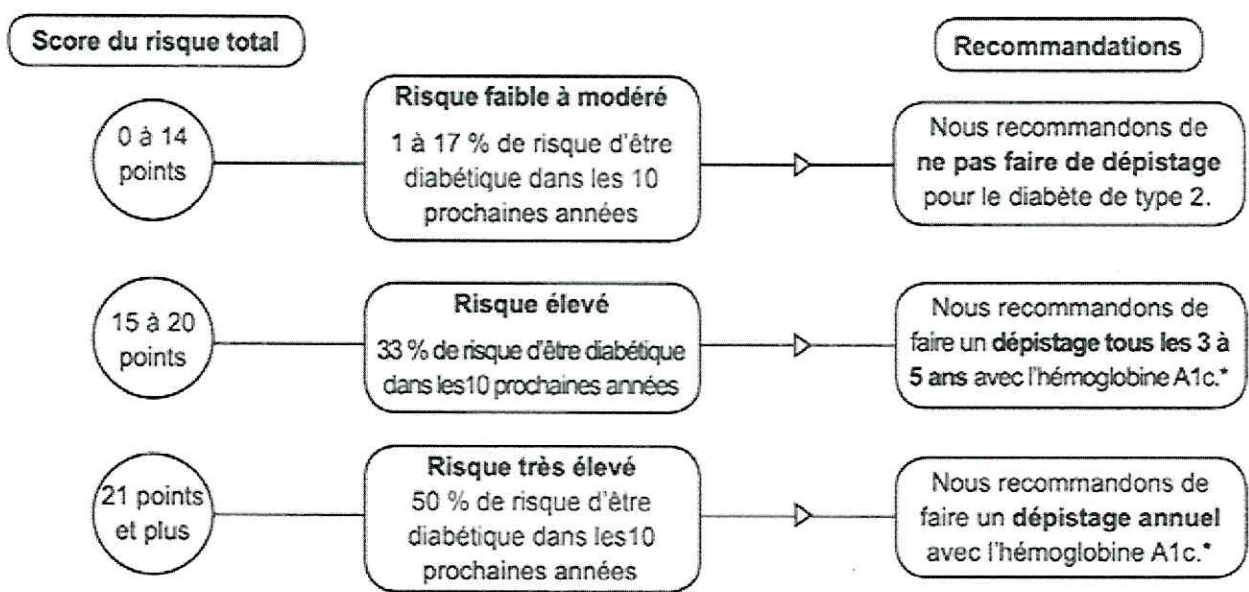 Score du risque total
Recommandations
0 à 14
points
Risque faible à modéré
1 à 17 % de risque d'être
diabétique dans les 10
prochaines années
Nous recommandons de
ne pas faire de dépistage
pour le diabète de type 2.
15 à 20
points
Risque élevé
33 % de risque d'être diabétique
dans les10 prochaines années
Nous recommandons de
faire un dépistage tous les 3 à
5 ans avec l'hémoglobine A1c.*
21 points
et plus
Risque très élevé
50 % de risque d'être
diabétique dans les10
prochaines années
Nous recommandons de
faire un dépistage annuel
avec l'hémoglobine A1c.*